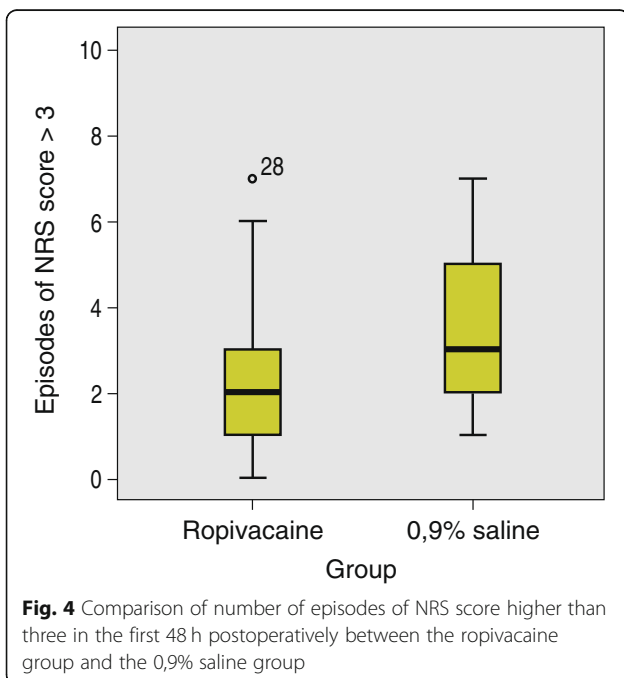 10
8
6
4
2
0
Episodes of NRS score > 3
28
Ropivacaine 0,9% saline
Group
Fig. 4 Comparison of number of episodes of NRS score higher than
three in the first 48 h postoperatively between the ropivacaine
group and the 0,9% saline group